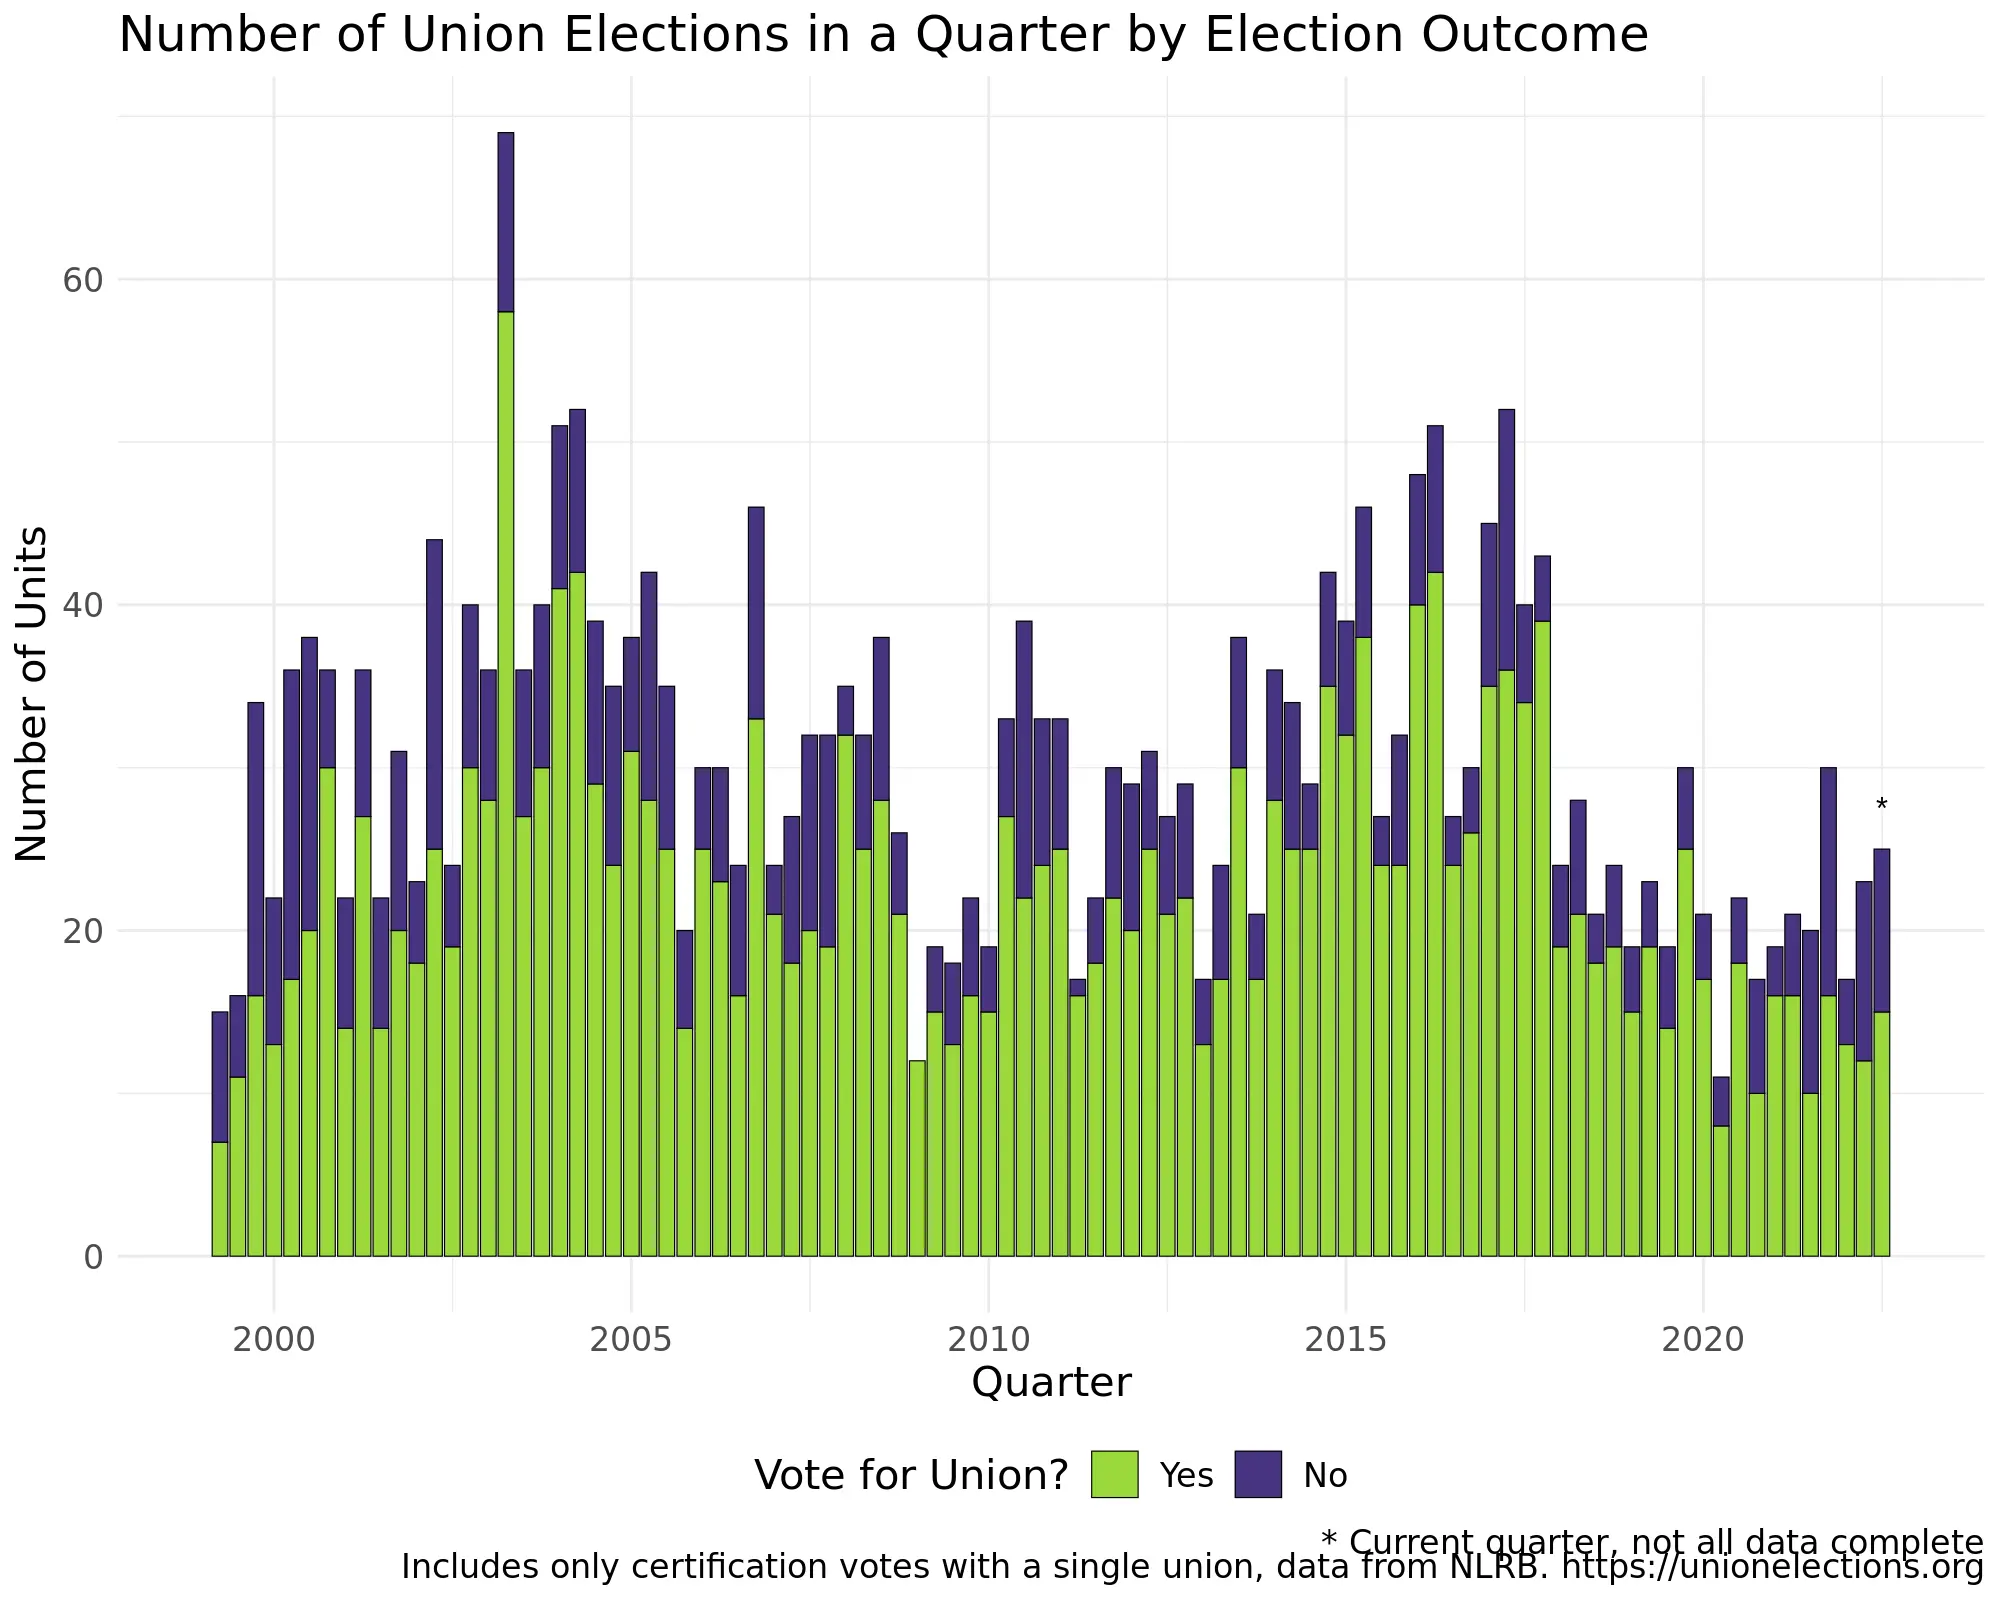 Number of Union Elections in a Quarter by Election Outcome
Number of Units
60
40
20
0
*
2000 2005 2010 2015 2020
Quarter
Vote for Union? Yes No
* Current quarter, not all data complete
Includes only certification votes with a single union, data from NLRB. https://unionelections.org